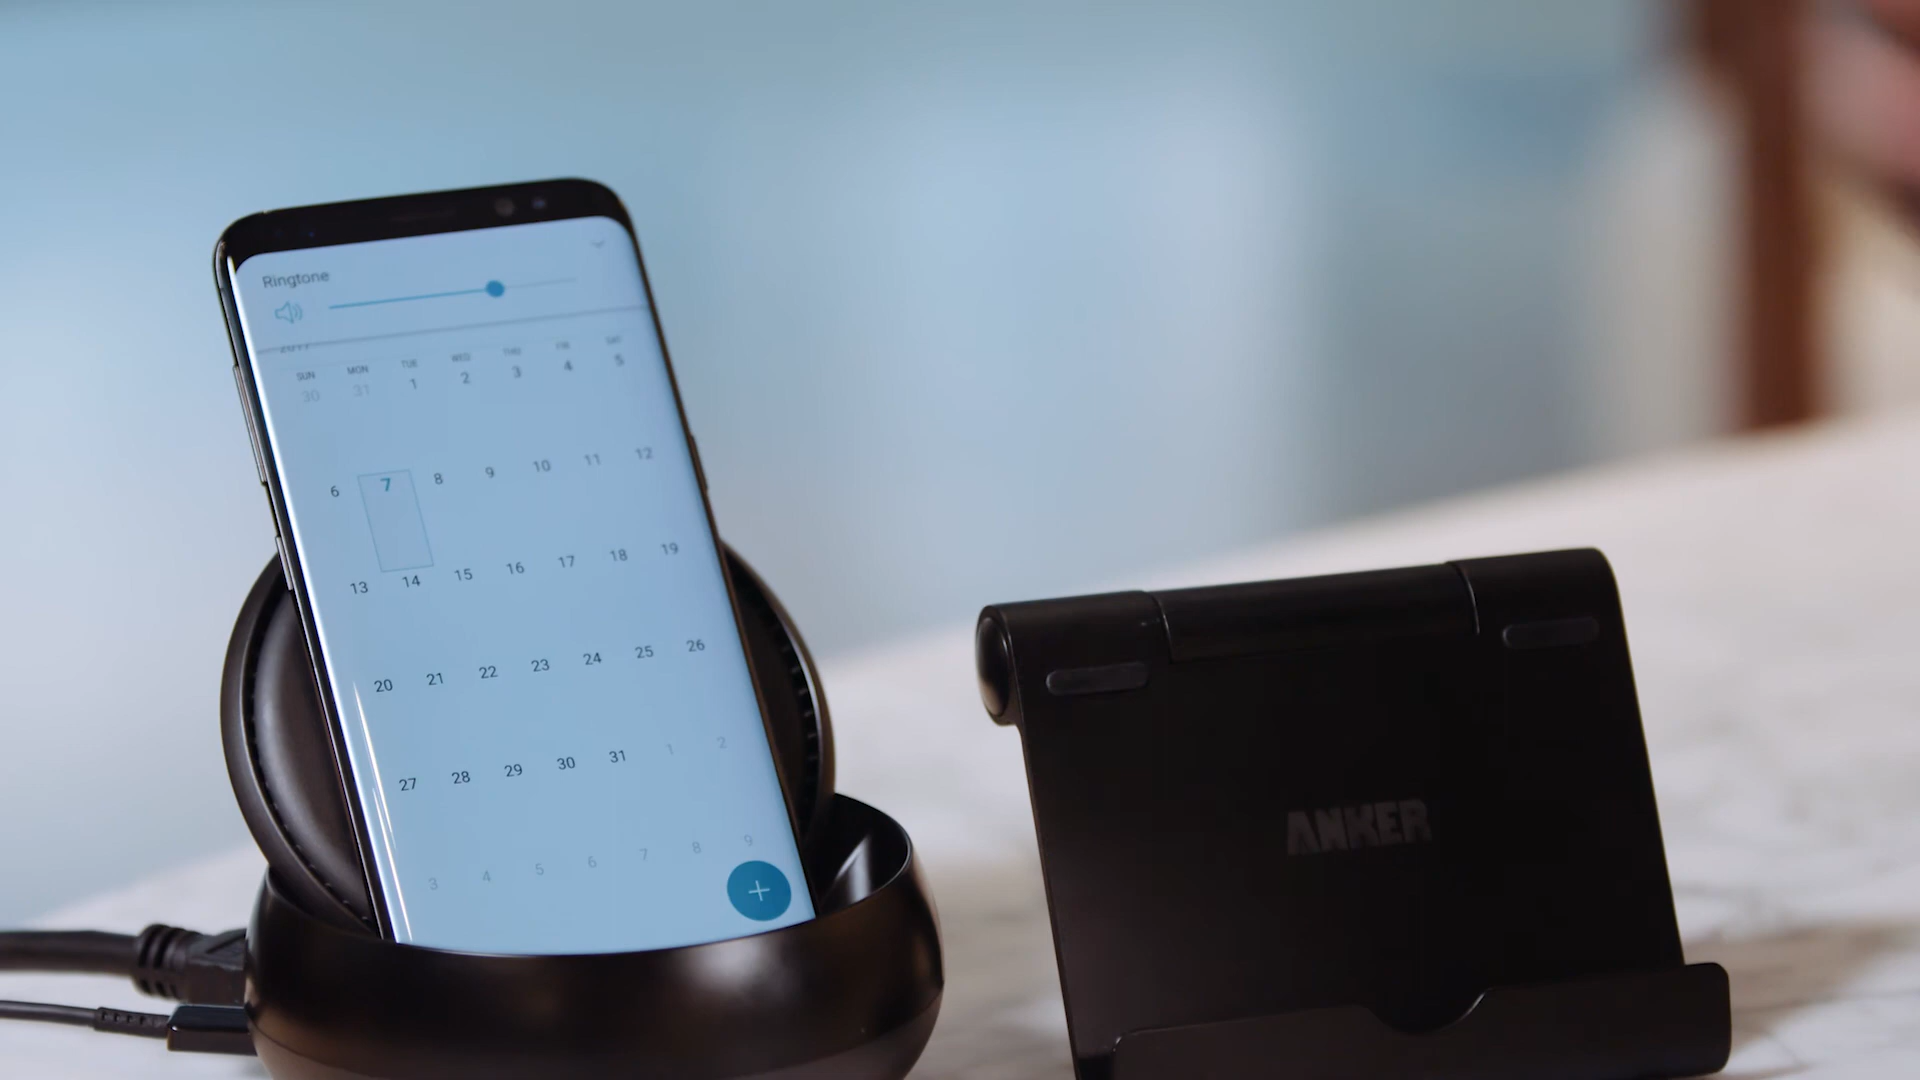 Ringtone
2017
SUN MON TUE WED THU FRI SAT
30 31 1 2 3 4 5
6 7 8 9 10 11 12
13 14 15 16 17 18 19
20 21 22 23 24 25 26
27 28 29 30 31 1 2
3 4 5 6 7 8 9
+
ANKER